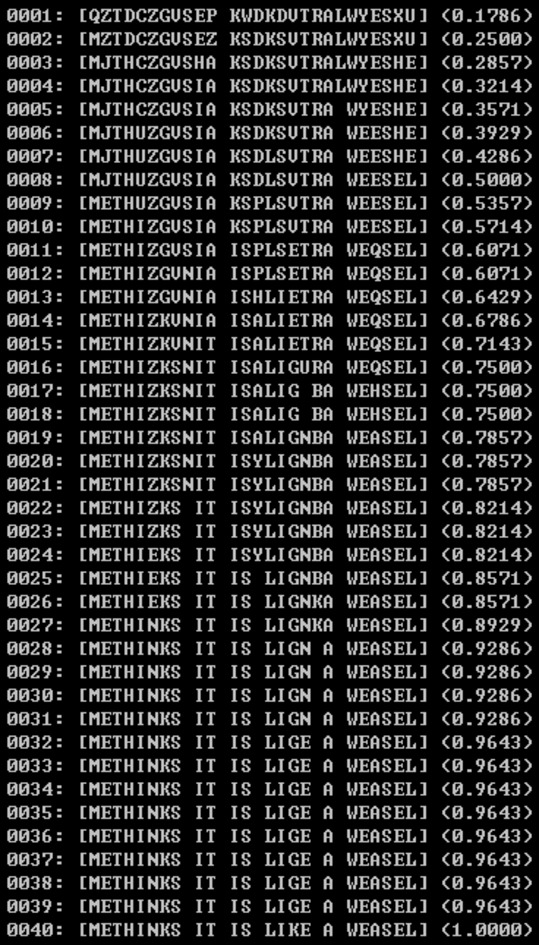 0001: [QZTDCZGVSEP KWDKDVTRALWYESXU] (0.1786)
0002: [MZTDCZGVSEZ KSDKSVTRALWYESXU] (0.2500)
0003: [MJTHCZGVSHA KSDKSVTRALWYESHE] (0.2857)
0004: [MJTHCZGVSIA KSDKSVTRALWYESHE] (0.3214)
0005: [MJTHCZGVSIA KSDKSVTRA WYESHE] (0.3571)
0006: [MJTHUZGVSIA KSDKSVTRA WEESHE] (0.3929)
0007: [MJTHUZGVSIA KSDLSVTRA WEESHE] (0.4286)
0008: [MJTHUZGVSIA KSDLSVTRA WEESEL] (0.5000)
0009: [METHUZGVSIA KSPLSVTRA WEESEL] (0.5357)
0010: [METHIZGVSIA KSPLSVTRA WEESEL] (0.5714)
0011: [METHIZGVSIA ISPLSETRA WEQSEL] (0.6071)
0012: [METHIZGVNIA ISPLSETRA WEQSEL] (0.6071)
0013: [METHIZGVNIA ISHLIETRA WEQSEL] (0.6429)
0014: [METHIZKVNIA ISALIETRA WEQSEL] (0.6786)
0015: [METHIZKVNIT ISALIETRA WEQSEL] (0.7143)
0016: [METHIZKSNIT ISALIGURA WEQSEL] (0.7500)
0017: [METHIZKSNIT ISALIG BA WEHSEL] (0.7500)
0018: [METHIZKSNIT ISALIG BA WEHSEL] (0.7500)
0019: [METHIZKSNIT ISALIGNBA WEASEL] (0.7857)
0020: [METHIZKSNIT ISYLIGNBA WEASEL] (0.7857)
0021: [METHIZKSNIT ISYLIGNBA WEASEL] (0.7857)
0022: [METHIZKS IT ISYLIGNBA WEASEL] (0.8214)
0023: [METHIZKS IT ISYLIGNBA WEASEL] (0.8214)
0024: [METHIEKS IT ISYLIGNBA WEASEL] (0.8214)
0025: [METHIEKS IT IS LIGNBA WEASEL] (0.8571)
0026: [METHIEKS IT IS LIGNKA WEASEL] (0.8571)
0027: [METHINKS IT IS LIGNKA WEASEL] (0.8929)
0028: [METHINKS IT IS LIGN A WEASEL] (0.9286)
0029: [METHINKS IT IS LIGN A WEASEL] (0.9286)
0030: [METHINKS IT IS LIGN A WEASEL] (0.9286)
0031: [METHINKS IT IS LIGN A WEASEL] (0.9286)
0032: [METHINKS IT IS LIGE A WEASEL] (0.9643)
0033: [METHINKS IT IS LIGE A WEASEL] (0.9643)
0034: [METHINKS IT IS LIGE A WEASEL] (0.9643)
0035: [METHINKS IT IS LIGE A WEASEL] (0.9643)
0036: [METHINKS IT IS LIGE A WEASEL] (0.9643)
0037: [METHINKS IT IS LIGE A WEASEL] (0.9643)
0038: [METHINKS IT IS LIGE A WEASEL] (0.9643)
0039: [METHINKS IT IS LIGE A WEASEL] (0.9643)
0040: [METHINKS IT IS LIKE A WEASEL] (1.0000)